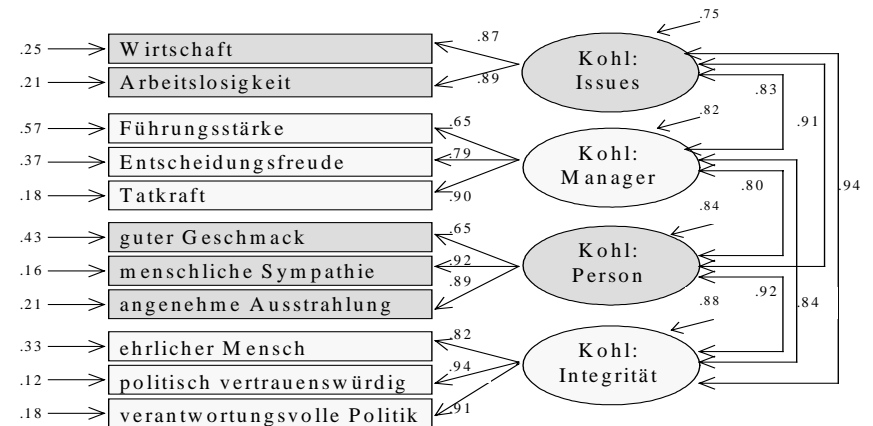 .75
.25 Wirtschaft .87 Kohl:
.21 Arbeitslosigkeit .89 Issues
.83
.57 Führungsstärke .65 .82 .91
.37 Entscheidungsfreude .79 Kohl:
.18 Tatkraft .90 Manager .80 .94
.84
.43 guter Geschmack .65
.16 menschliche Sympathie .92 Kohl:
.21 angenehme Ausstrahlung .89 Person
.88 .92 .84
.33 ehrlicher Mensch .82
.12 politisch vertrauenswürdig .94 Kohl:
.18 verantwortungsvolle Politik .91 Integrität